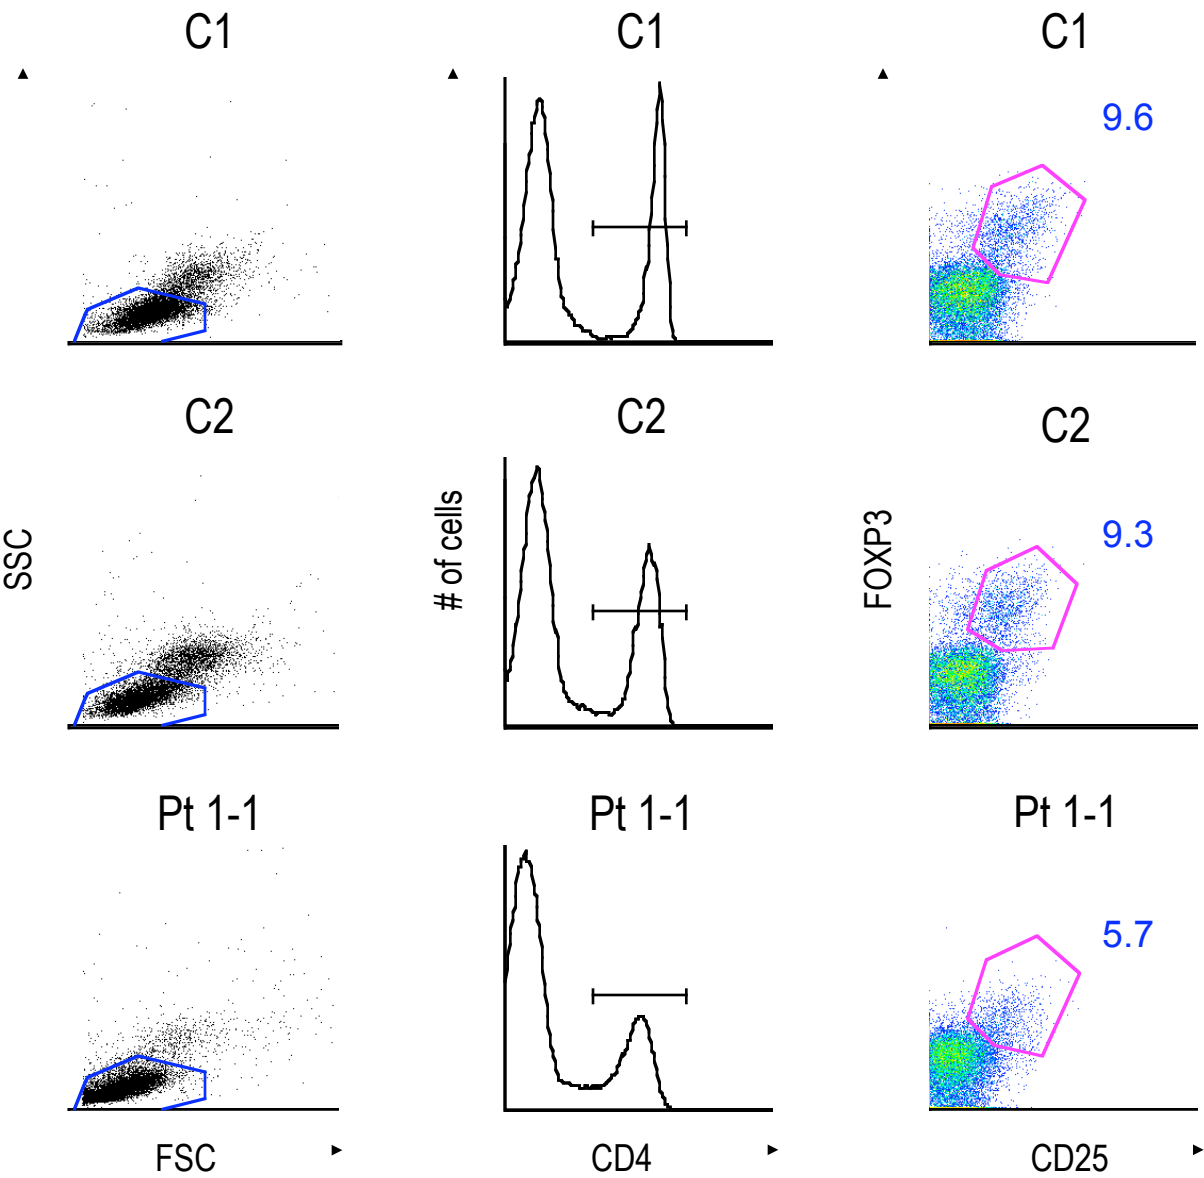 C1
C1
C1
9.6
C2
C2
C2
SSC
# of cells
FOXP3
9.3
Pt 1-1
Pt 1-1
Pt 1-1
5.7
FSC
CD4
CD25